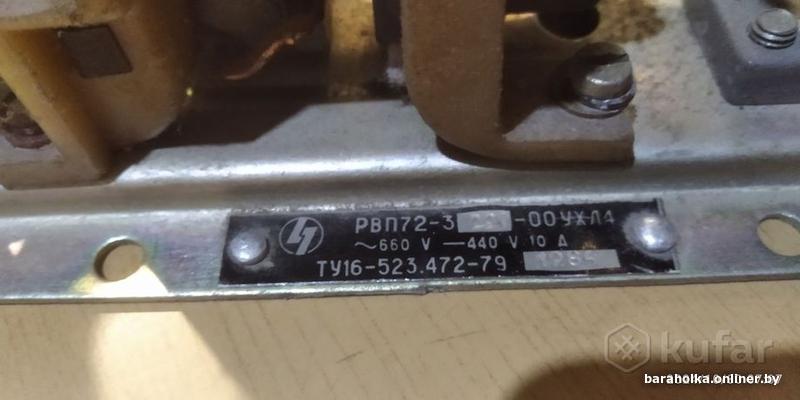 РВП72-3 -00УХЛ4
~660 V —440 V 10 А
ТУ16-523.472-79
kufar
baraholka.onliner.by